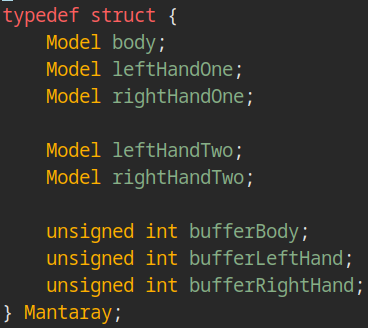 typedef struct {
    Model body;
    Model leftHandOne;
    Model rightHandOne;

    Model leftHandTwo;
    Model rightHandTwo;

    unsigned int bufferBody;
    unsigned int bufferLeftHand;
    unsigned int bufferRightHand;
} Mantaray;